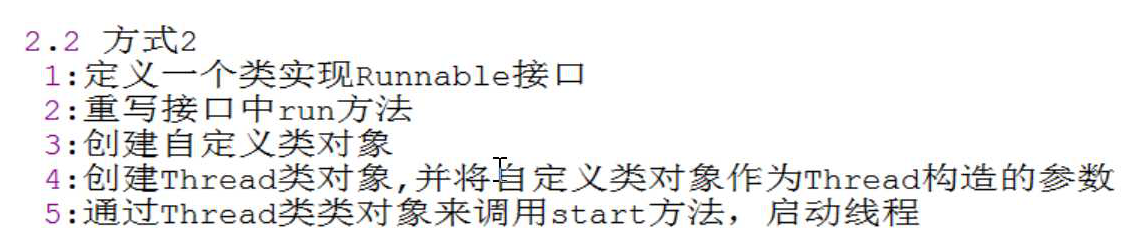 2.2 方式2
1:定义一个类实现Runnable接口
2:重写接口中run方法
3:创建自定义类对象
4:创建Thread类对象,并将自定义类对象作为Thread构造的参数
5:通过Thread类类对象来调用start方法，启动线程